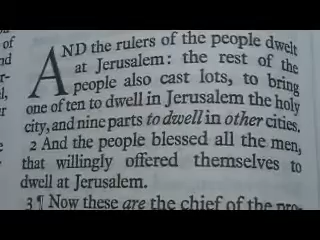 AND the rulers of the people dwelt
at Jerusalem: the rest of the
people also cast lots, to bring
one of ten to dwell in Jerusalem the holy
city, and nine parts to dwell in other cities.
2 And the people blessed all the men,
that willingly offered themselves to
dwell at Jerusalem.
3 ¶ Now these are the chief of the pro-